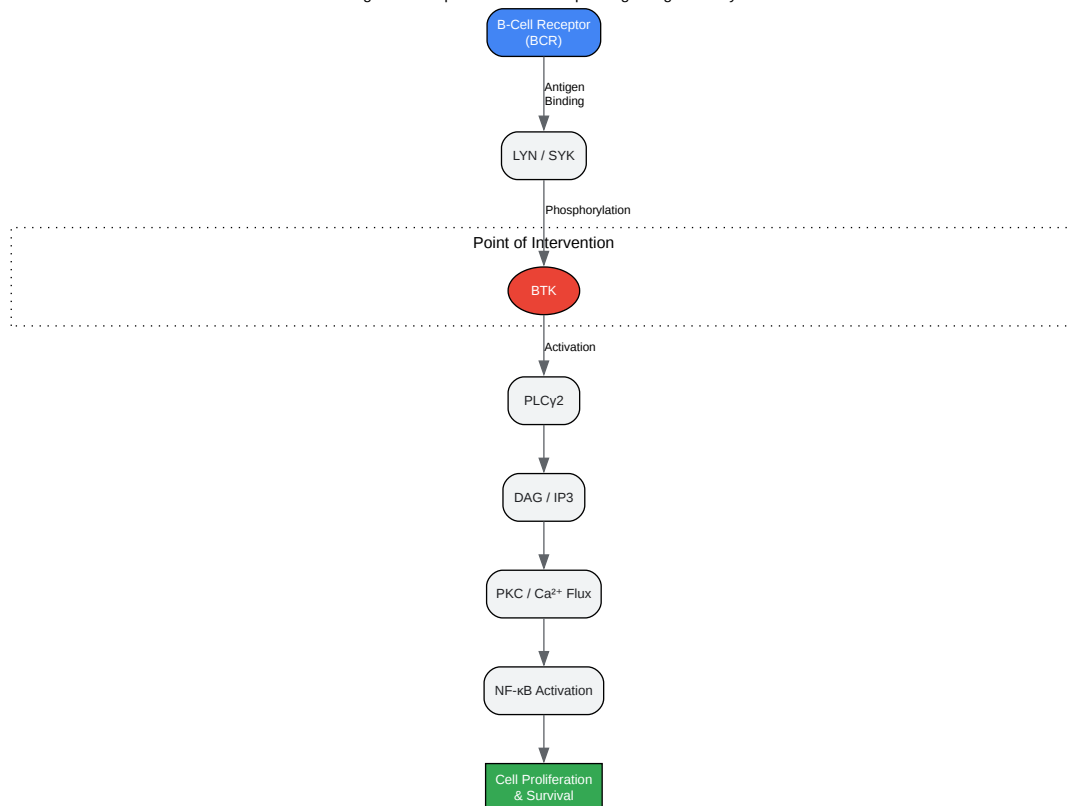 B-Cell Receptor
(BCR)
Antigen
Binding
LYN / SYK
Phosphorylation
Point of Intervention
BTK
Activation
PLCγ2
DAG / IP3
PKC / Ca²⁺ Flux
NF-κB Activation
Cell Proliferation
& Survival